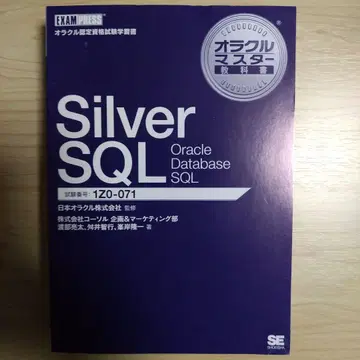 EXAMPRESS
オラクル認定資格試験学習書
オラクル
マスター
教科書
Silver
SQL
Oracle
Database
SQL
試験番号:1Z0-071
日本オラクル株式会社 監修
株式会社コーソル 企画&マーケティング部
渡部亮太、舛井智行、峯岸隆一 著
SE
SHOEISHA